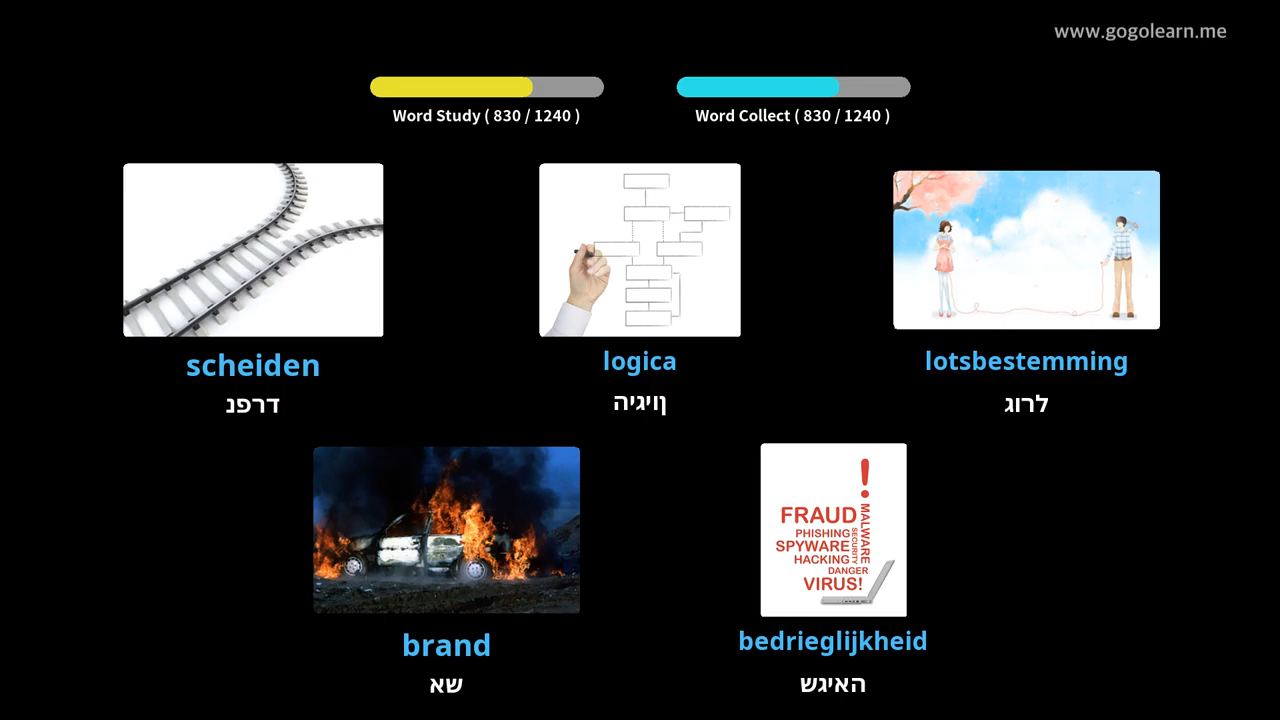 www.gogolearn.me
Word Study ( 830 / 1240 )
Word Collect ( 830 / 1240 )
scheiden
דרפנ
logica
ןויגיה
lotsbestemming
לרוג
FRAUD
PHISHING
SPYWARE
HACKING
DANGER
VIRUS!
SECURITY
MALWARE
!
brand
שא
bedrieglijkheid
האיגש